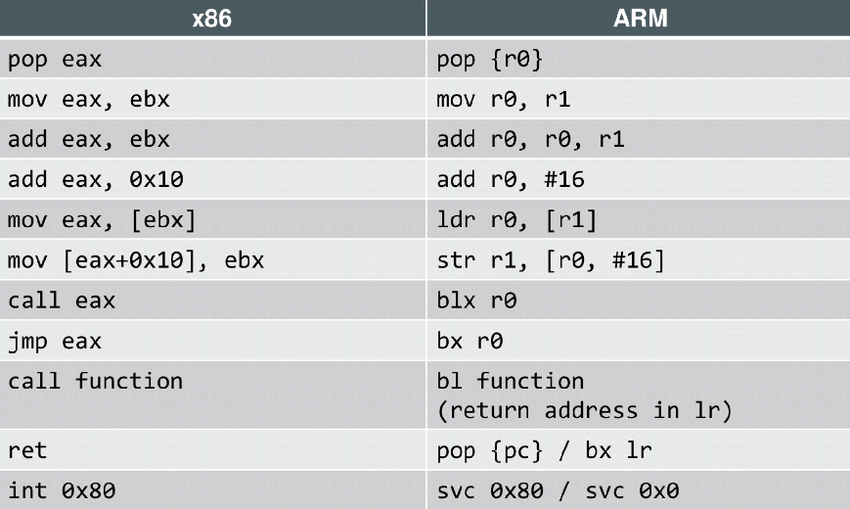 x86 ARM
pop eax pop {r0}
mov eax, ebx mov r0, r1
add eax, ebx add r0, r0, r1
add eax, 0x10 add r0, #16
mov eax, [ebx] ldr r0, [r1]
mov [eax+0x10], ebx str r1, [r0, #16]
call eax blx r0
jmp eax bx r0
call function bl function
(return address in lr)
ret pop {pc} / bx lr
int 0x80 svc 0x80 / svc 0x0